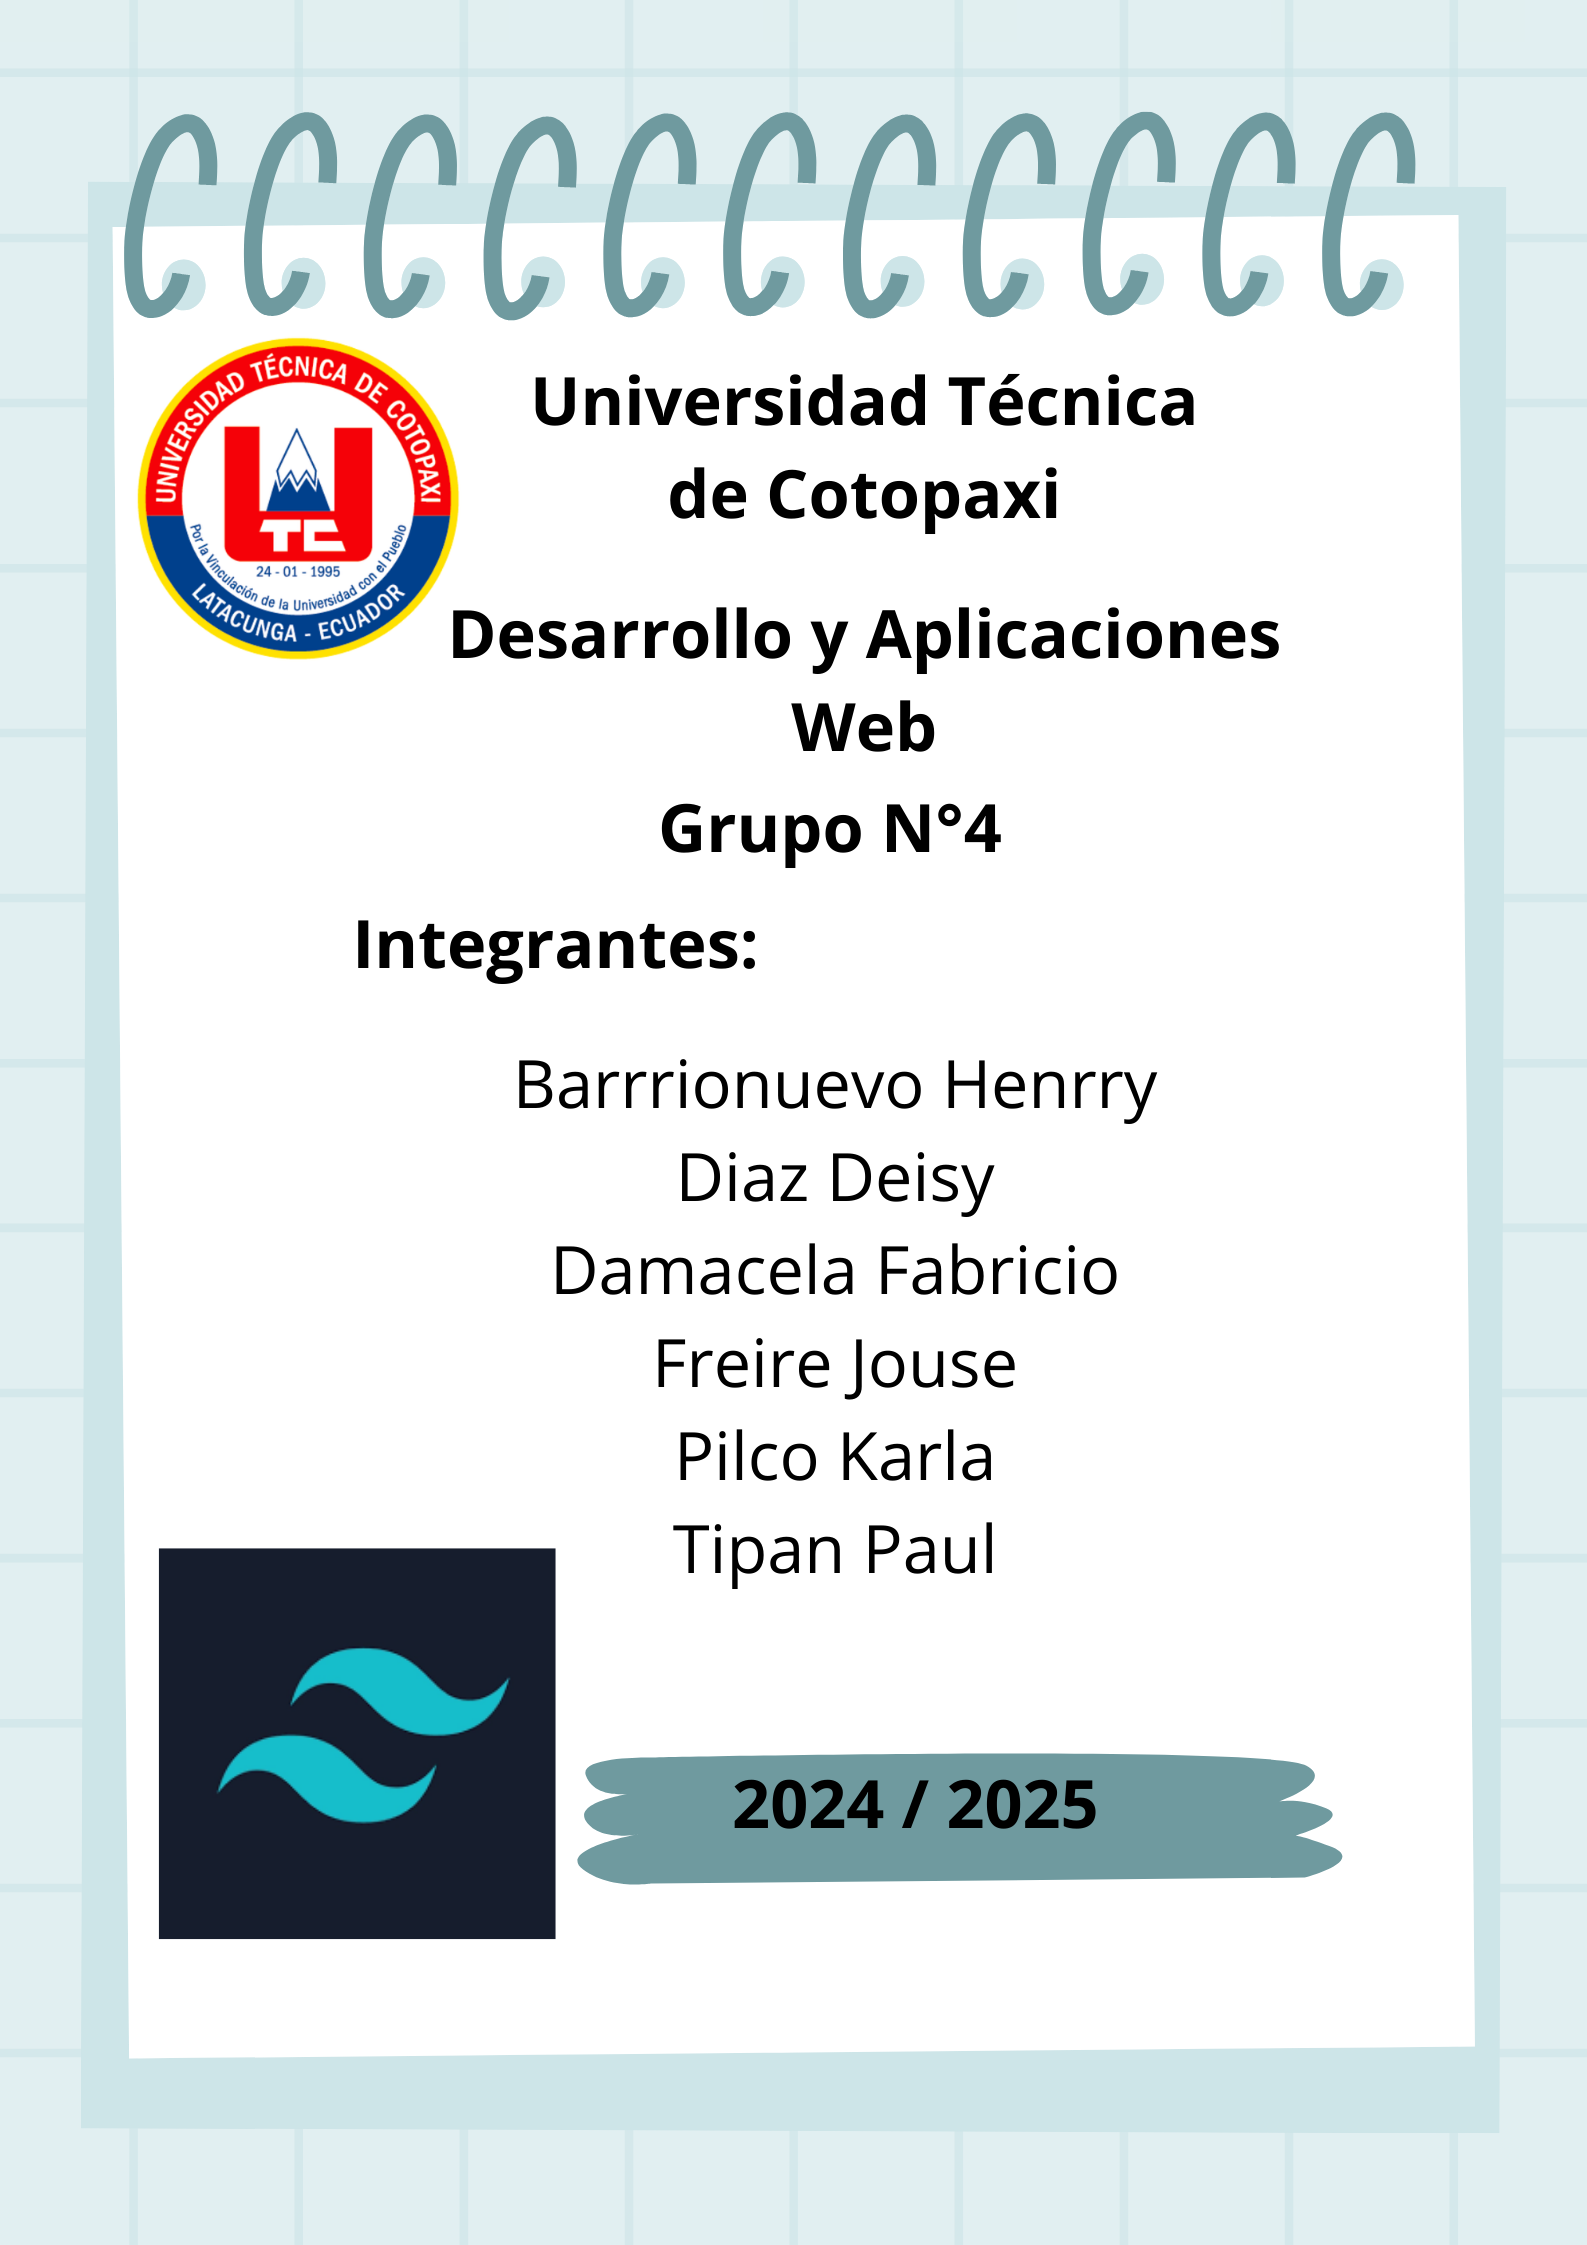 UNIVERSIDAD TÉCNICA DE COTOPAXI
UTC
24 - 01 - 1995
Por la Vinculación de la Universidad con el Pueblo
LATACUNGA - ECUADOR
Universidad Técnica
de Cotopaxi
Desarrollo y Aplicaciones
Web
Grupo N°4
Integrantes:
Barrrionuevo Henrry
Diaz Deisy
Damacela Fabricio
Freire Jouse
Pilco Karla
Tipan Paul
2024 / 2025